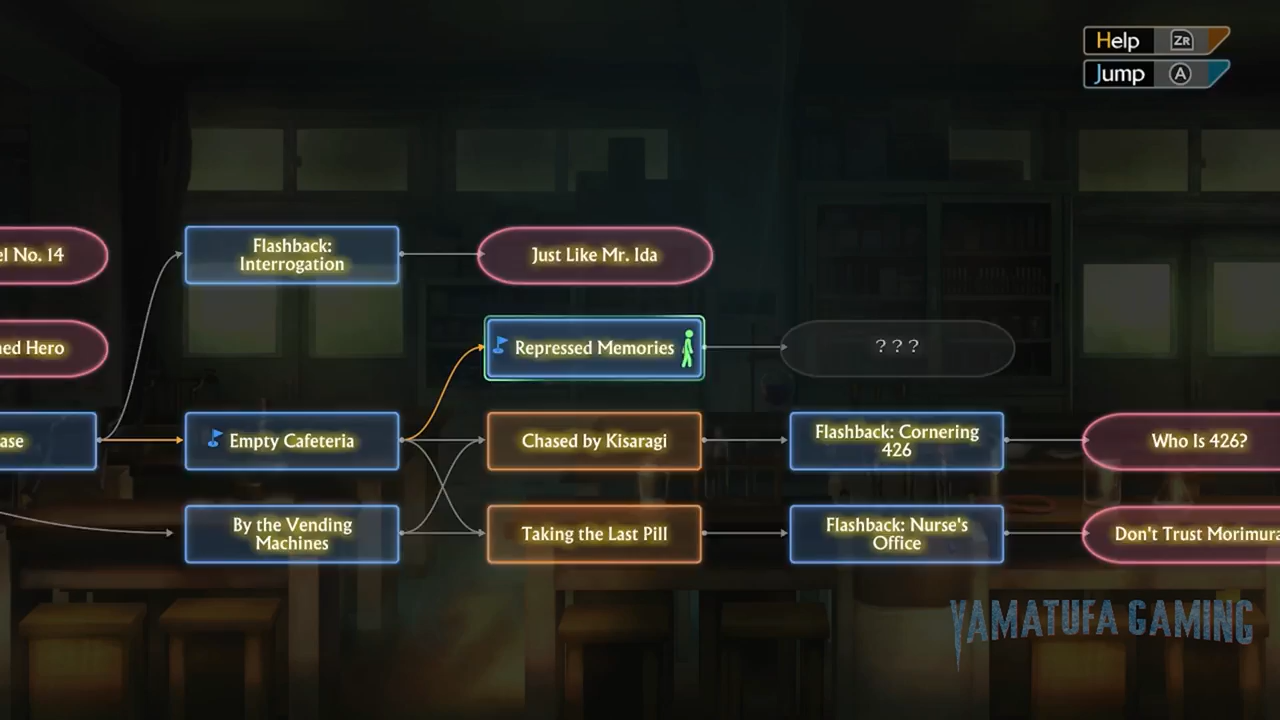 Help ZR
Jump A
el No. 14
Flashback:
Interrogation
Just Like Mr. Ida
ned Hero
Repressed Memories
???
ase
Empty Cafeteria
Chased by Kisaragi
Flashback: Cornering
426
Who Is 426?
By the Vending
Machines
Taking the Last Pill
Flashback: Nurse's
Office
Don't Trust Morimura
YAMATUFA GAMING